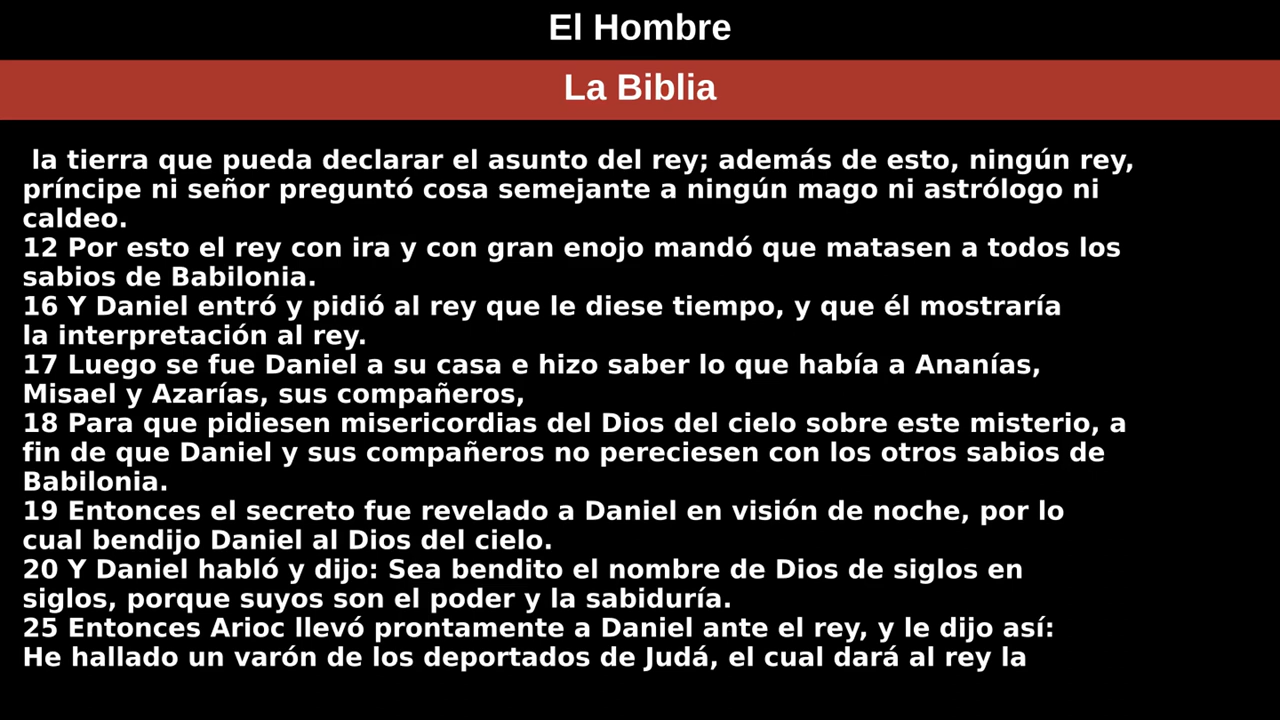 El Hombre
La Biblia
la tierra que pueda declarar el asunto del rey; además de esto, ningún rey,
príncipe ni señor preguntó cosa semejante a ningún mago ni astrólogo ni
caldeo.
12 Por esto el rey con ira y con gran enojo mandó que matasen a todos los
sabios de Babilonia.
16 Y Daniel entró y pidió al rey que le diese tiempo, y que él mostraría
la interpretación al rey.
17 Luego se fue Daniel a su casa e hizo saber lo que había a Ananías,
Misael y Azarías, sus compañeros,
18 Para que pidiesen misericordias del Dios del cielo sobre este misterio, a
fin de que Daniel y sus compañeros no pereciesen con los otros sabios de
Babilonia.
19 Entonces el secreto fue revelado a Daniel en visión de noche, por lo
cual bendijo Daniel al Dios del cielo.
20 Y Daniel habló y dijo: Sea bendito el nombre de Dios de siglos en
siglos, porque suyos son el poder y la sabiduría.
25 Entonces Arioc llevó prontamente a Daniel ante el rey, y le dijo así:
He hallado un varón de los deportados de Judá, el cual dará al rey la